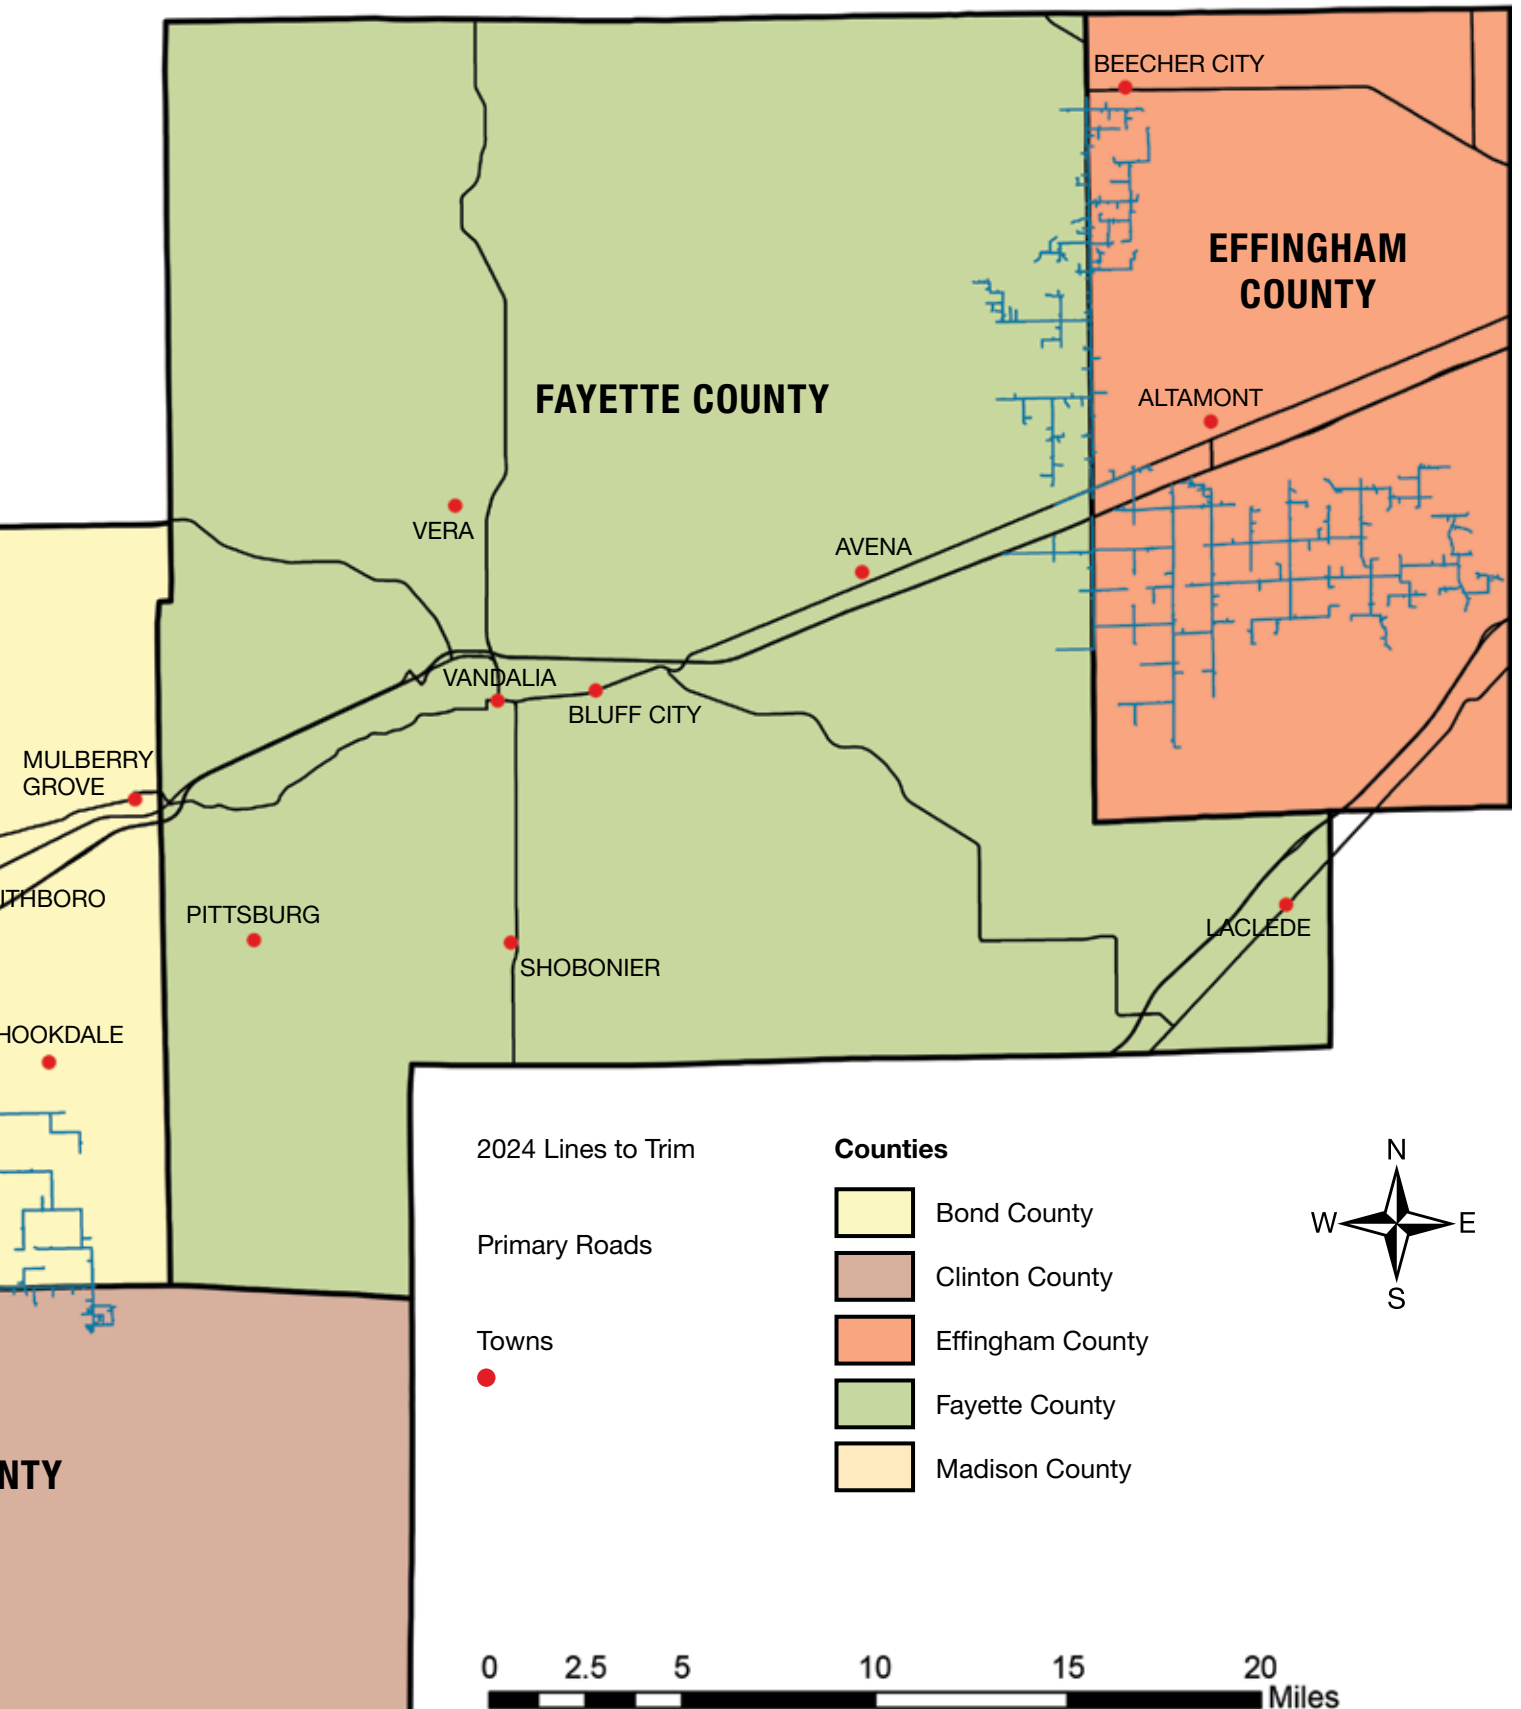 BEECHER CITY
EFFINGHAM
COUNTY
FAYETTE COUNTY
ALTAMONT
VERA
AVENA
VANDALIA
BLUFF CITY
MULBERRY
GROVE
ITHBORO
PITTSBURG
LACLEDE
SHOBONIER
HOOKDALE
2024 Lines to Trim
Primary Roads
Towns
Counties
Bond County
Clinton County
Effingham County
Fayette County
Madison County
N
W E
S
NTY
0 2.5 5 10 15 20
Miles